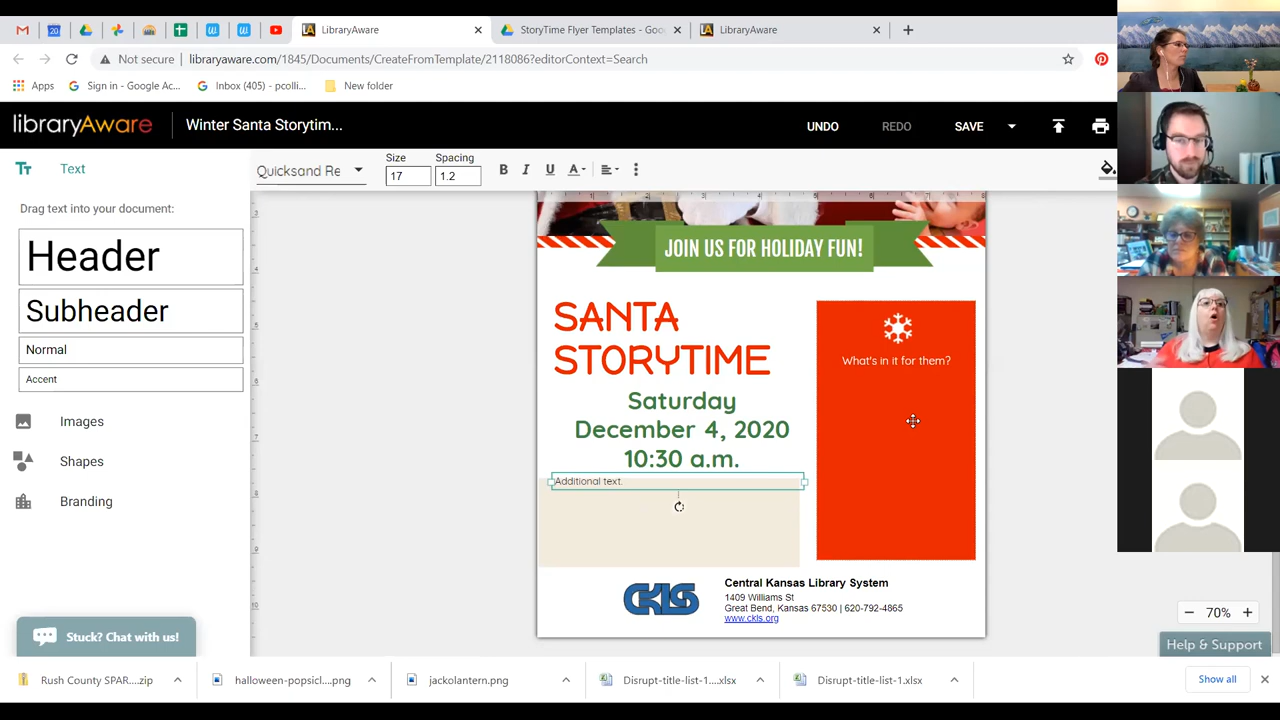 LibraryAware
StoryTime Flyer Templates - Goo
LibraryAware
Not secure
libraryaware.com/1845/Documents/CreateFromTemplate/2118086?editorContext=Search
Apps
Sign in - Google Ac...
Inbox (405) - pcolli...
New folder
libraryAware
Winter Santa Storytim...
UNDO
REDO
SAVE
Text
Quicksand Re
Size
17
Spacing
1.2
B I U A
Drag text into your document:
Header
Subheader
Normal
Accent
Images
Shapes
Branding
JOIN US FOR HOLIDAY FUN!
SANTA
STORYTIME
Saturday
December 4, 2020
10:30 a.m.
Additional text.
What's in it for them?
CKLS
Central Kansas Library System
1409 Williams St
Great Bend, Kansas 67530 | 620-792-4865
www.ckls.org
70%
Stuck? Chat with us!
Help & Support
Rush County SPAR....zip
halloween-popsicl....png
jackolantern.png
Disrupt-title-list-1....xlsx
Disrupt-title-list-1.xlsx
Show all